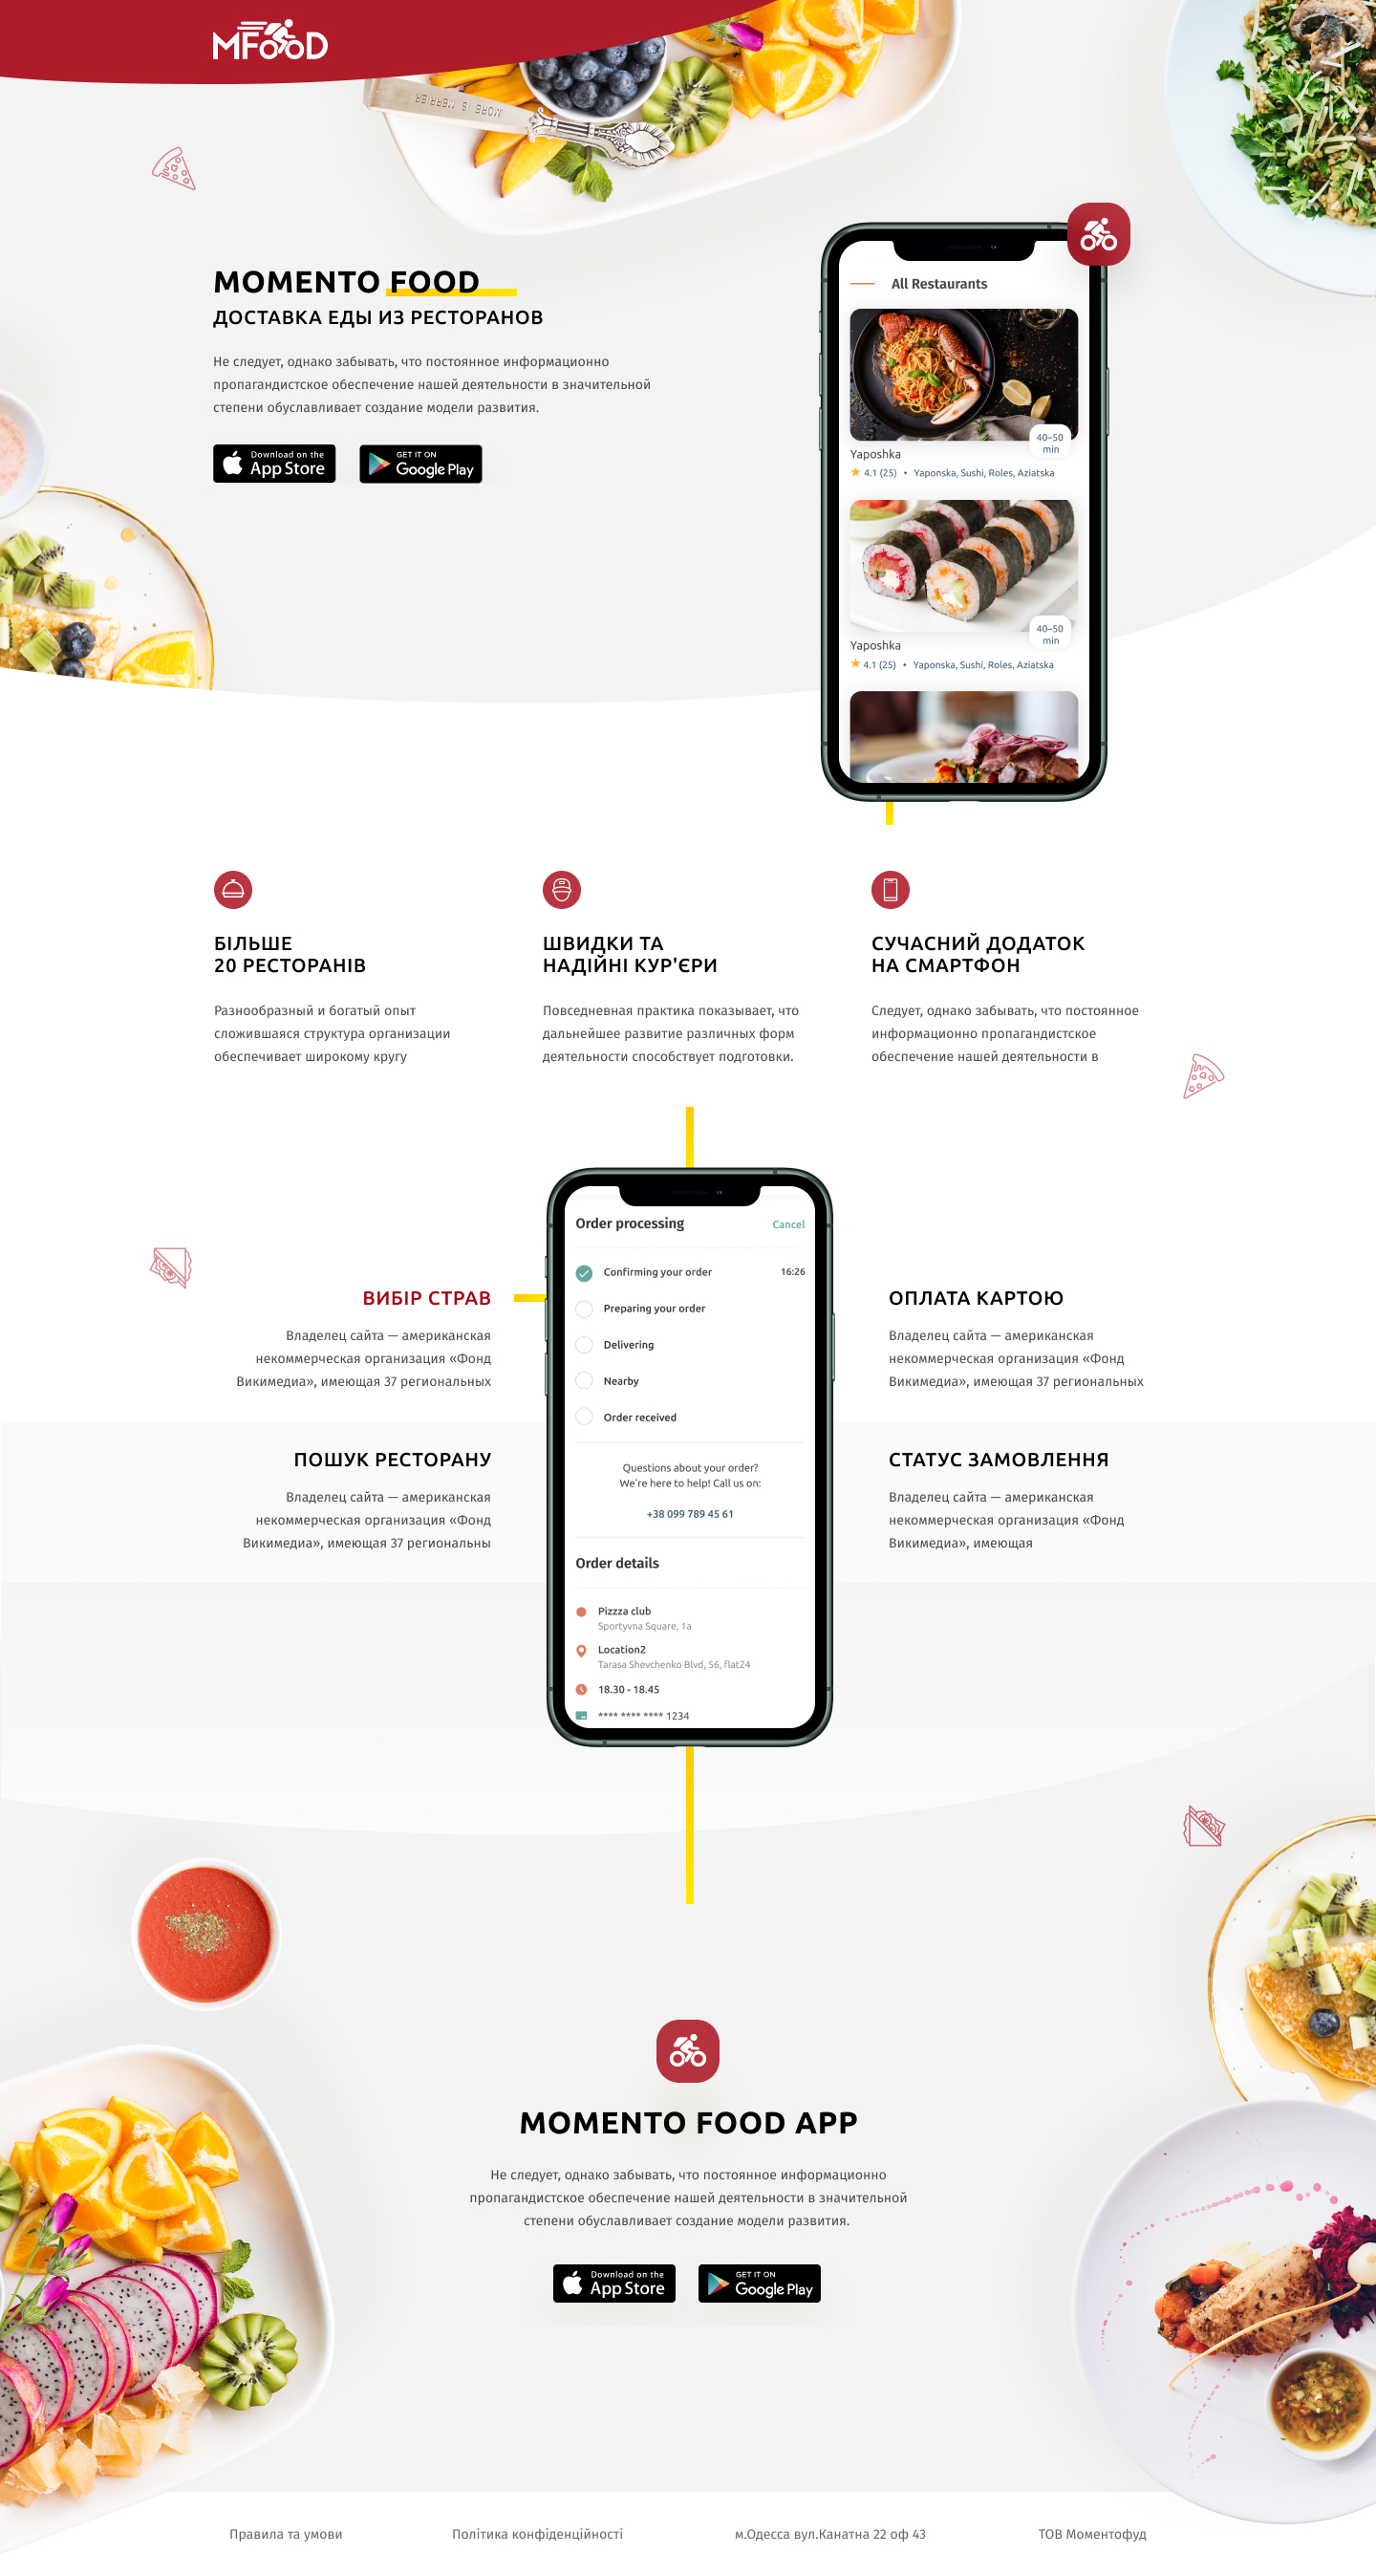 MFOOD
MORE IS MERRIER
MOMENTO FOOD
ДОСТАВКА ЕДЫ ИЗ РЕСТОРАНОВ
Не следует, однако забывать, что постоянное информационно
пропагандистское обеспечение нашей деятельности в значительной
степени обуславливает создание модели развития.
Download on the
App Store
GET IT ON
Google Play
All Restaurants
40–50
min
Yaposhka
4.1 (25) • Yaponska, Sushi, Roles, Aziatska
40–50
min
Yaposhka
4.1 (25) • Yaponska, Sushi, Roles, Aziatska
БІЛЬШЕ
20 РЕСТОРАНІВ
Разнообразный и богатый опыт
сложившаяся структура организации
обеспечивает широкому кругу
ШВИДКИ ТА
НАДІЙНІ КУР'ЄРИ
Повседневная практика показывает, что
дальнейшее развитие различных форм
деятельности способствует подготовки.
СУЧАСНИЙ ДОДАТОК
НА СМАРТФОН
Следует, однако забывать, что постоянное
информационно пропагандистское
обеспечение нашей деятельности в
ВИБІР СТРАВ
Владелец сайта — американская
некоммерческая организация «Фонд
Викимедиа», имеющая 37 региональных
ПОШУК РЕСТОРАНУ
Владелец сайта — американская
некоммерческая организация «Фонд
Викимедиа», имеющая 37 региональны
Order processing
Cancel
Confirming your order
16:26
Preparing your order
Delivering
Nearby
Order received
Questions about your order?
We're here to help! Call us on:
+38 099 789 45 61
Order details
Pizzza club
Sportyvna Square, 1a
Location2
Tarasa Shevchenko Blvd, 56, flat24
18.30 - 18.45
**** **** **** 1234
ОПЛАТА КАРТОЮ
Владелец сайта — американская
некоммерческая организация «Фонд
Викимедиа», имеющая 37 региональных
СТАТУС ЗАМОВЛЕННЯ
Владелец сайта — американская
некоммерческая организация «Фонд
Викимедиа», имеющая
MOMENTO FOOD APP
Не следует, однако забывать, что постоянное информационно
пропагандистское обеспечение нашей деятельности в значительной
степени обуславливает создание модели развития.
Download on the
App Store
GET IT ON
Google Play
Правила та умови
Політика конфіденційності
м.Одесса вул.Канатна 22 оф 43
ТОВ Моментофуд